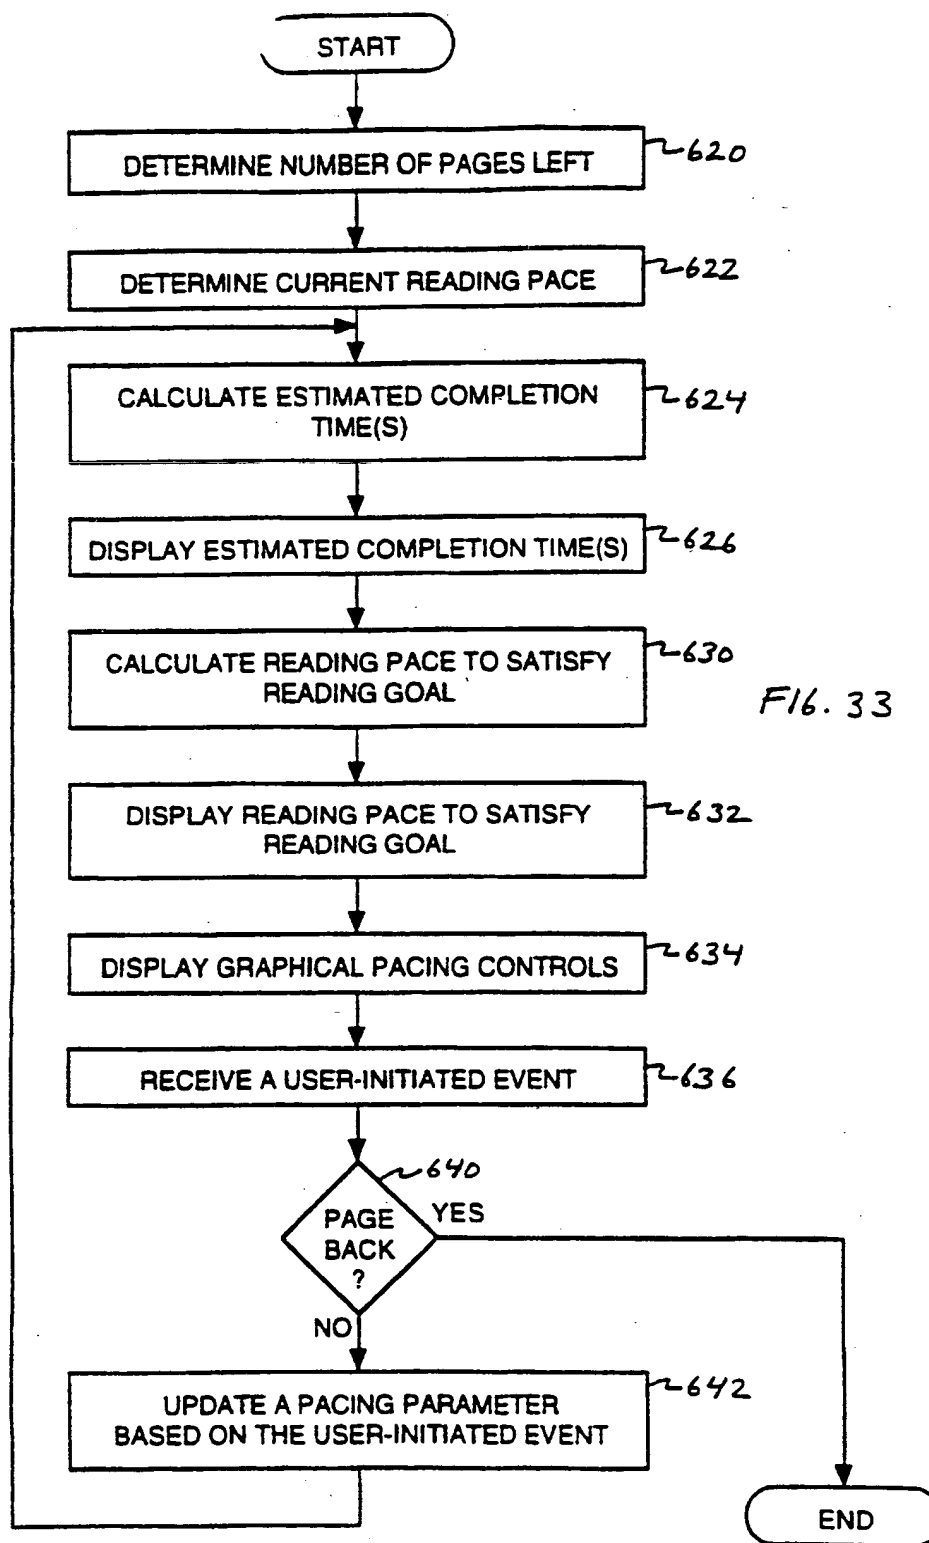 START
DETERMINE NUMBER OF PAGES LEFT
620
DETERMINE CURRENT READING PACE
622
CALCULATE ESTIMATED COMPLETION
TIME(S)
624
DISPLAY ESTIMATED COMPLETION TIME(S)
626
CALCULATE READING PACE TO SATISFY
READING GOAL
630
FIG. 33
DISPLAY READING PACE TO SATISFY
READING GOAL
632
DISPLAY GRAPHICAL PACING CONTROLS
634
RECEIVE A USER-INITIATED EVENT
636
640
PAGE
BACK
?
YES
NO
UPDATE A PACING PARAMETER
BASED ON THE USER-INITIATED EVENT
642
END